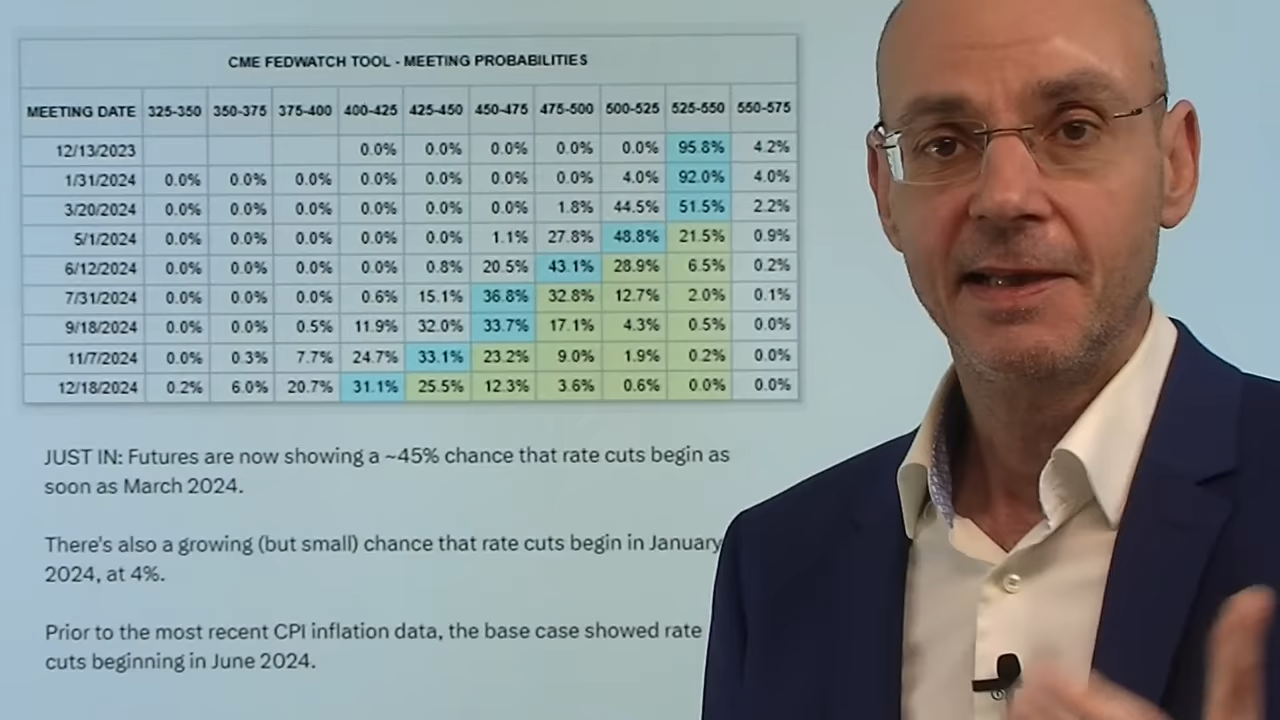 CME FEDWATCH TOOL - MEETING PROBABILITIES
MEETING DATE 325-350 350-375 375-400 400-425 425-450 450-475 475-500 500-525 525-550 550-575
12/13/2023 0.0% 0.0% 0.0% 0.0% 0.0% 95.8% 4.2%
1/31/2024 0.0% 0.0% 0.0% 0.0% 0.0% 0.0% 0.0% 4.0% 92.0% 4.0%
3/20/2024 0.0% 0.0% 0.0% 0.0% 0.0% 0.0% 1.8% 44.5% 51.5% 2.2%
5/1/2024 0.0% 0.0% 0.0% 0.0% 0.0% 1.1% 27.8% 48.8% 21.5% 0.9%
6/12/2024 0.0% 0.0% 0.0% 0.0% 0.8% 20.5% 43.1% 28.9% 6.5% 0.2%
7/31/2024 0.0% 0.0% 0.0% 0.6% 15.1% 36.8% 32.8% 12.7% 2.0% 0.1%
9/18/2024 0.0% 0.0% 0.5% 11.9% 32.0% 33.7% 17.1% 4.3% 0.5% 0.0%
11/7/2024 0.0% 0.3% 7.7% 24.7% 33.1% 23.2% 9.0% 1.9% 0.2% 0.0%
12/18/2024 0.2% 6.0% 20.7% 31.1% 25.5% 12.3% 3.6% 0.6% 0.0% 0.0%
JUST IN: Futures are now showing a ~45% chance that rate cuts begin as
soon as March 2024.
There's also a growing (but small) chance that rate cuts begin in January
2024, at 4%.
Prior to the most recent CPI inflation data, the base case showed rate
cuts beginning in June 2024.